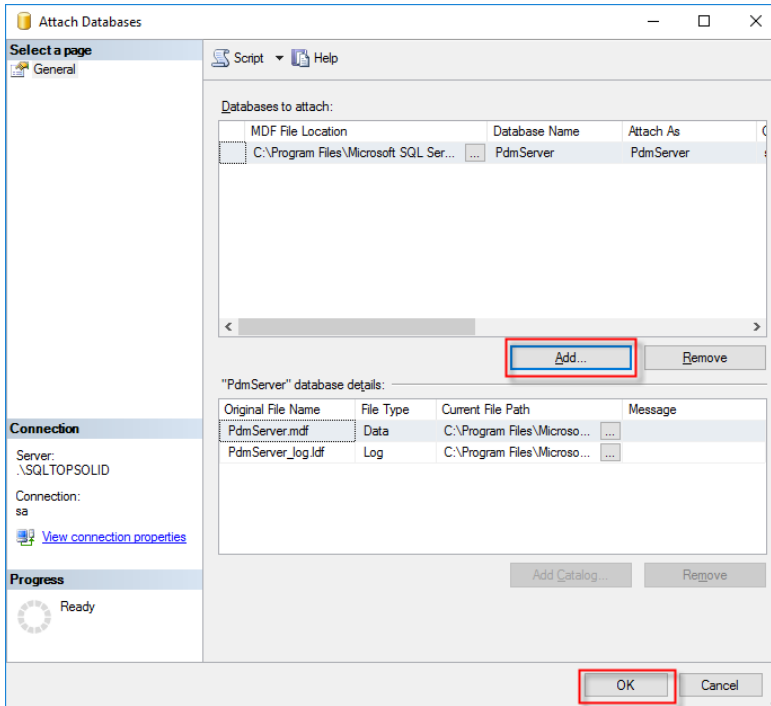 Attach Databases
Select a page
General
Script
Help
Databases to attach:
MDF File Location
Database Name
Attach As
C:\Program Files\Microsoft SQL Ser...
...
PdmServer
PdmServer
Add...
Remove
"PdmServer" database details:
Original File Name
File Type
Current File Path
Message
PdmServer.mdf
Data
C:\Program Files\Microso...
...
PdmServer_log.ldf
Log
C:\Program Files\Microso...
...
Add Catalog...
Remove
Connection
Server:
.\SQLTOPSOLID
Connection:
sa
View connection properties
Progress
Ready
OK
Cancel